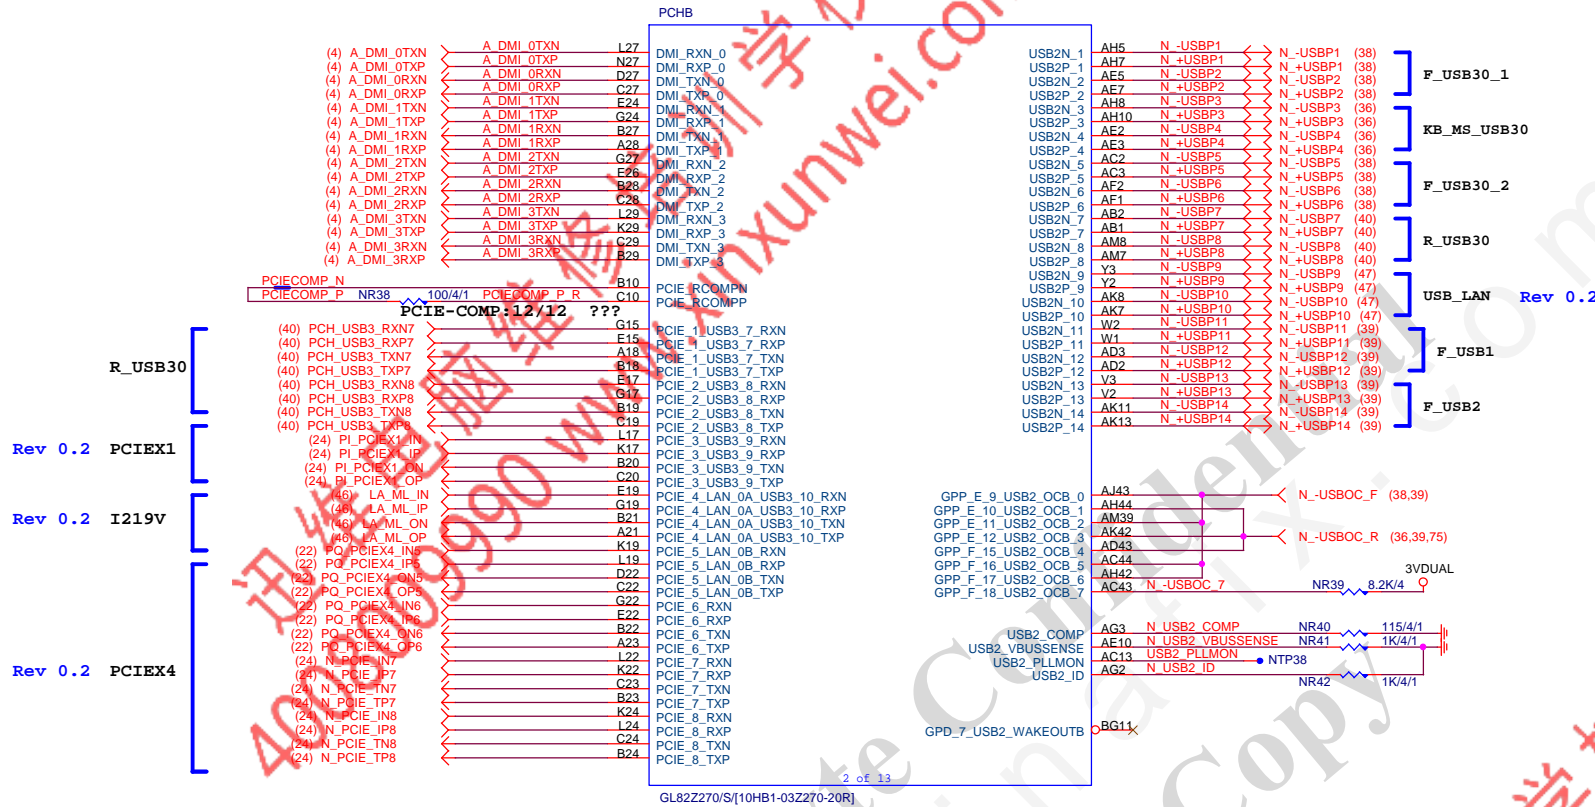 PCHB
(4) A_DMI_0TXN A_DMI_0TXN L27 DMI_RXN_0 USB2N_1 AH5 N_-USBP1 N_-USBP1 (38)
(4) A_DMI_0TXP A_DMI_0TXP N27 DMI_RXP_0 USB2P_1 AH7 N_+USBP1 N_+USBP1 (38)
(4) A_DMI_0RXN A_DMI_0RXN D27 DMI_TXN_0 USB2N_2 AE5 N_-USBP2 N_-USBP2 (38)
F_USB30_1
(4) A_DMI_0RXP A_DMI_0RXP C27 DMI_TXP_0 USB2P_2 AE7 N_+USBP2 N_+USBP2 (38)
(4) A_DMI_1TXN A_DMI_1TXN E24 DMI_RXN_1 USB2N_3 AH8 N_-USBP3 N_-USBP3 (36)
(4) A_DMI_1TXP A_DMI_1TXP G24 DMI_RXP_1 USB2P_3 AH10 N_+USBP3 N_+USBP3 (36)
KB_MS_USB30
(4) A_DMI_1RXN A_DMI_1RXN B27 DMI_TXN_1 USB2N_4 AE2 N_-USBP4 N_-USBP4 (36)
(4) A_DMI_1RXP A_DMI_1RXP A28 DMI_TXP_1 USB2P_4 AE3 N_+USBP4 N_+USBP4 (36)
(4) A_DMI_2TXN A_DMI_2TXN G27 DMI_RXN_2 USB2N_5 AC2 N_-USBP5 N_-USBP5 (38)
(4) A_DMI_2TXP A_DMI_2TXP E26 DMI_RXP_2 USB2P_5 AC3 N_+USBP5 N_+USBP5 (38)
F_USB30_2
(4) A_DMI_2RXN A_DMI_2RXN B28 DMI_TXN_2 USB2N_6 AF2 N_-USBP6 N_-USBP6 (38)
(4) A_DMI_2RXP A_DMI_2RXP C28 DMI_TXP_2 USB2P_6 AF1 N_+USBP6 N_+USBP6 (38)
(4) A_DMI_3TXN A_DMI_3TXN L29 DMI_RXN_3 USB2N_7 AB2 N_-USBP7 N_-USBP7 (40)
(4) A_DMI_3TXP A_DMI_3TXP K29 DMI_RXP_3 USB2P_7 AB1 N_+USBP7 N_+USBP7 (40)
R_USB30
(4) A_DMI_3RXN A_DMI_3RXN C29 DMI_TXN_3 USB2N_8 AM8 N_-USBP8 N_-USBP8 (40)
(4) A_DMI_3RXP A_DMI_3RXP B29 DMI_TXP_3 USB2P_8 AM7 N_+USBP8 N_+USBP8 (40)
USB2N_9 Y3 N_-USBP9 N_-USBP9 (47)
PCIECOMP_N B10 PCIE_RCOMPN USB2P_9 Y2 N_+USBP9 N_+USBP9 (47)
PCIECOMP_P NR38 100/4/1 PCIECOMP_P_R C10 PCIE_RCOMPP USB2N_10 AK8 N_-USBP10 N_-USBP10 (47)
USB_LAN Rev 0.2
PCIE-COMP:12/12 ??? USB2P_10 AK7 N_+USBP10 N_+USBP10 (47)
(40) PCH_USB3_RXN7 G15 PCIE_1_USB3_7_RXN USB2N_11 W2 N_-USBP11 N_-USBP11 (39)
(40) PCH_USB3_RXP7 E15 PCIE_1_USB3_7_RXP USB2P_11 W1 N_+USBP11 N_+USBP11 (39)
F_USB1
(40) PCH_USB3_TXN7 A18 PCIE_1_USB3_7_TXN USB2N_12 AD3 N_-USBP12 N_-USBP12 (39)
R_USB30
(40) PCH_USB3_TXP7 B18 PCIE_1_USB3_7_TXP USB2P_12 AD2 N_+USBP12 N_+USBP12 (39)
(40) PCH_USB3_RXN8 E17 PCIE_2_USB3_8_RXN USB2N_13 V3 N_-USBP13 N_-USBP13 (39)
(40) PCH_USB3_RXP8 G17 PCIE_2_USB3_8_RXP USB2P_13 V2 N_+USBP13 N_+USBP13 (39)
F_USB2
(40) PCH_USB3_TXN8 B19 PCIE_2_USB3_8_TXN USB2N_14 AK11 N_-USBP14 N_-USBP14 (39)
(40) PCH_USB3_TXP8 C19 PCIE_2_USB3_8_TXP USB2P_14 AK13 N_+USBP14 N_+USBP14 (39)
(24) PI_PCIEX1_IN L17 PCIE_3_USB3_9_RXN
Rev 0.2 PCIEX1
(24) PI_PCIEX1_IP K17 PCIE_3_USB3_9_RXP
(24) PI_PCIEX1_ON B20 PCIE_3_USB3_9_TXN
(24) PI_PCIEX1_OP C20 PCIE_3_USB3_9_TXP
(46) LA_ML_IN E19 PCIE_4_LAN_0A_USB3_10_RXN GPP_E_9_USB2_OCB_0 AJ43 N_-USBOC_F (38,39)
(46) LA_ML_IP G19 PCIE_4_LAN_0A_USB3_10_RXP GPP_E_10_USB2_OCB_1 AH44
Rev 0.2 I219V
(46) LA_ML_ON B21 PCIE_4_LAN_0A_USB3_10_TXN GPP_E_11_USB2_OCB_2 AM39
(46) LA_ML_OP A21 PCIE_4_LAN_0A_USB3_10_TXP GPP_E_12_USB2_OCB_3 AK42 N_-USBOC_R (36,39,75)
(22) PQ_PCIEX4_IN5 K19 PCIE_5_LAN_0B_RXN GPP_F_15_USB2_OCB_4 AD43
(22) PQ_PCIEX4_IP5 L19 PCIE_5_LAN_0B_RXP GPP_F_16_USB2_OCB_5 AC44
(22) PQ_PCIEX4_ON5 D22 PCIE_5_LAN_0B_TXN GPP_F_17_USB2_OCB_6 AH42 3VDUAL
(22) PQ_PCIEX4_OP5 C22 PCIE_5_LAN_0B_TXP GPP_F_18_USB2_OCB_7 AC43 N_-USBOC_7 NR39 8.2K/4
(22) PQ_PCIEX4_IN6 G22 PCIE_6_RXN
(22) PQ_PCIEX4_IP6 E22 PCIE_6_RXP
(22) PQ_PCIEX4_ON6 B22 PCIE_6_TXN USB2_COMP AG3 N_USB2_COMP NR40 115/4/1
(22) PQ_PCIEX4_OP6 A23 PCIE_6_TXP USB2_VBUSSENSE AE10 N_USB2_VBUSSENSE NR41 1K/4/1
(24) N_PCIE_IN7 L22 PCIE_7_RXN USB2_PLLMON AC13 USB2_PLLMON NTP38
Rev 0.2 PCIEX4
(24) N_PCIE_IP7 K22 PCIE_7_RXP USB2_ID AG2 N_USB2_ID NR42 1K/4/1
(24) N_PCIE_TN7 C23 PCIE_7_TXN
(24) N_PCIE_TP7 B23 PCIE_7_TXP
(24) N_PCIE_IN8 K24 PCIE_8_RXN
(24) N_PCIE_IP8 L24 PCIE_8_RXP GPD_7_USB2_WAKEOUTB BG11
(24) N_PCIE_TN8 C24 PCIE_8_TXN
(24) N_PCIE_TP8 B24 PCIE_8_TXP
2 of 13
GL82Z270/S/[10HB1-03Z270-20R]
迅维电脑维修培训学
4008009990 www.xinxunwei.com
Confidential
Copy